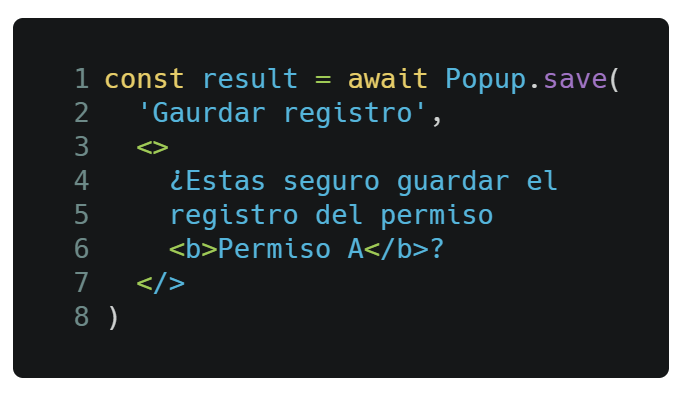 1 const result = await Popup.save(
2   'Gaurdar registro',
3   <>
4     ¿Estas seguro guardar el
5     registro del permiso
6     <b>Permiso A</b>?
7   </>
8 )